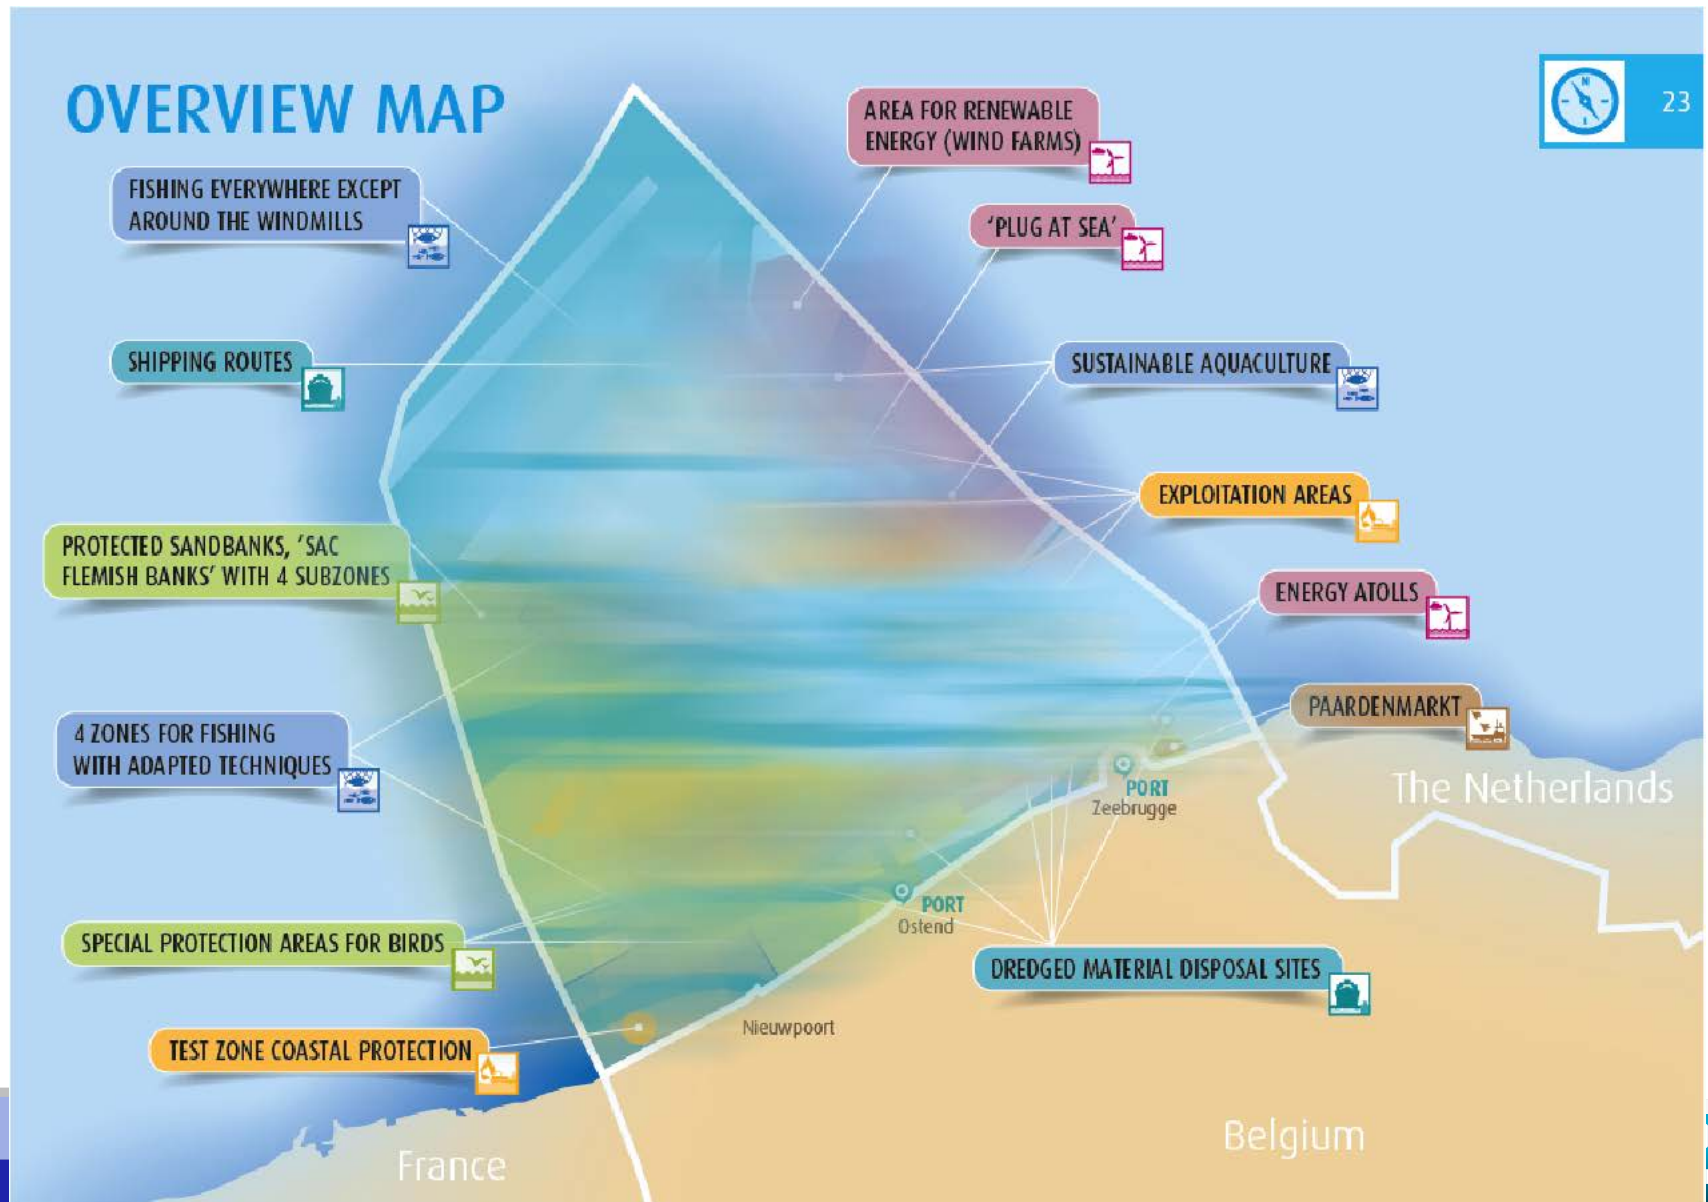 OVERVIEW MAP
23
AREA FOR RENEWABLE
ENERGY (WIND FARMS)
FISHING EVERYWHERE EXCEPT
AROUND THE WINDMILLS
'PLUG AT SEA'
SHIPPING ROUTES
SUSTAINABLE AQUACULTURE
EXPLOITATION AREAS
PROTECTED SANDBANKS, 'SAC
FLEMISH BANKS' WITH 4 SUBZONES
ENERGY ATOLLS
PAARDENMARKT
4 ZONES FOR FISHING
WITH ADAPTED TECHNIQUES
PORT
Zeebrugge
The Netherlands
PORT
Ostend
SPECIAL PROTECTION AREAS FOR BIRDS
DREDGED MATERIAL DISPOSAL SITES
Nieuwpoort
TEST ZONE COASTAL PROTECTION
Belgium
France